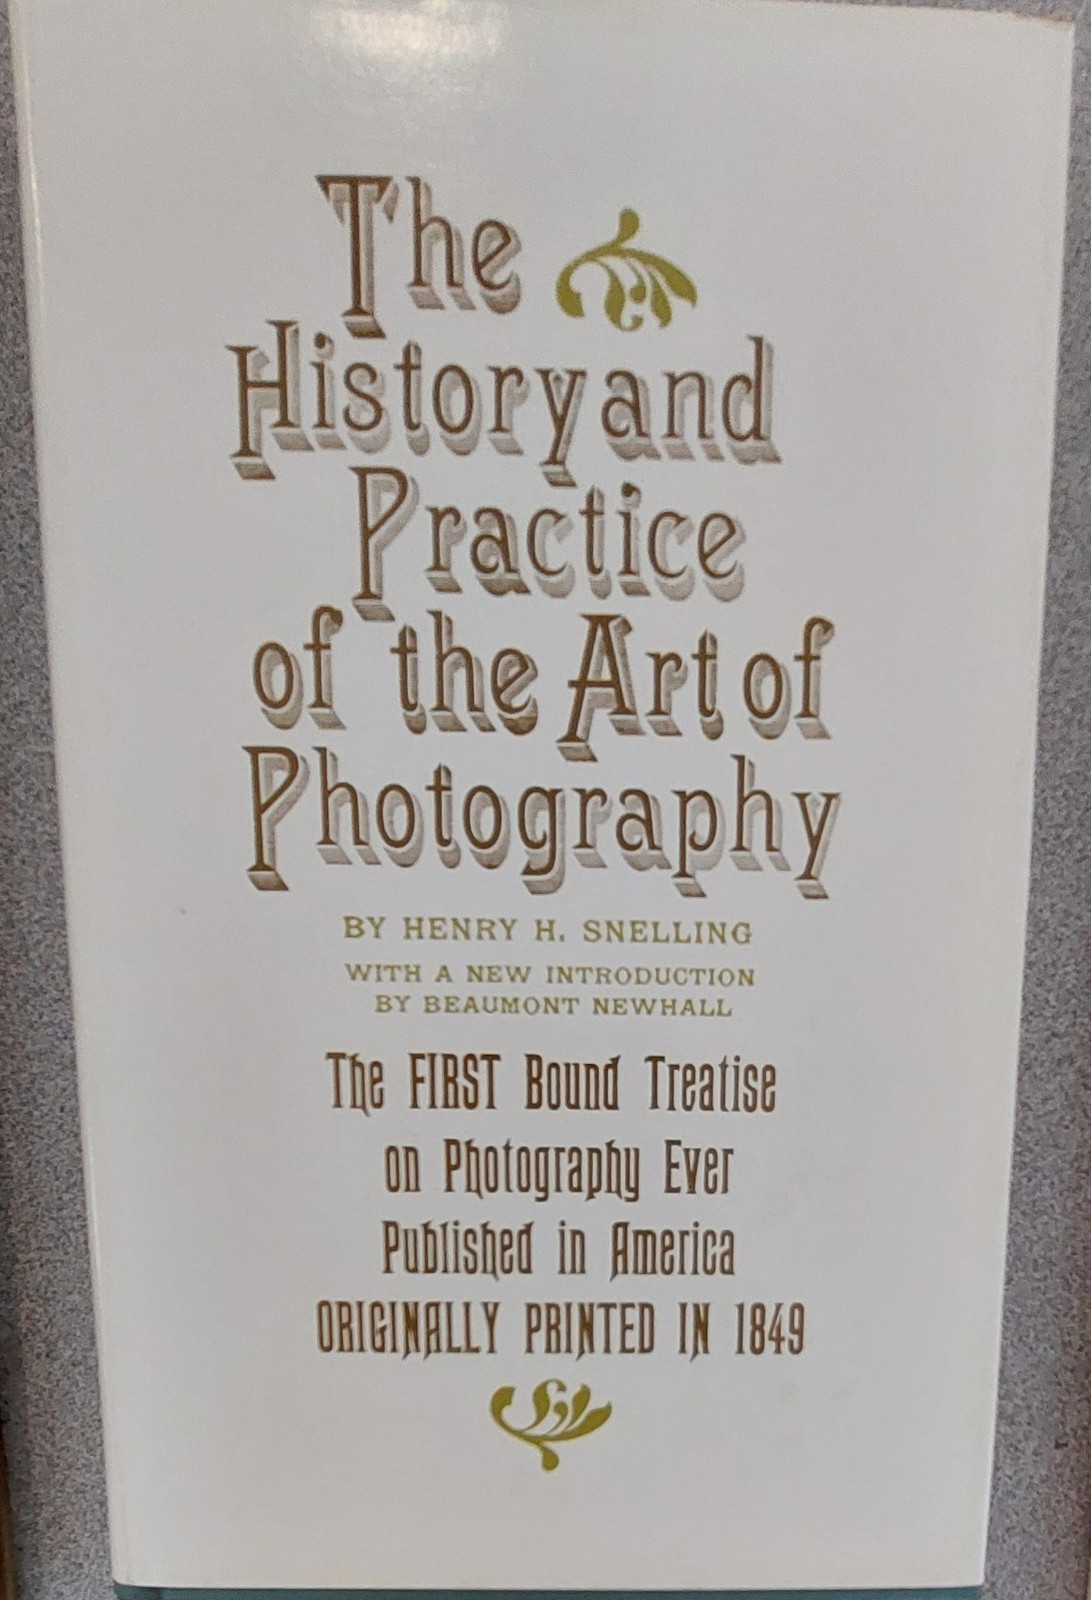 The
History and
Practice
of the Art of
Photography
BY HENRY H. SNELLING
WITH A NEW INTRODUCTION
BY BEAUMONT NEWHALL
The FIRST Bound Treatise
on Photography Ever
Published in America
ORIGINALLY PRINTED IN 1849